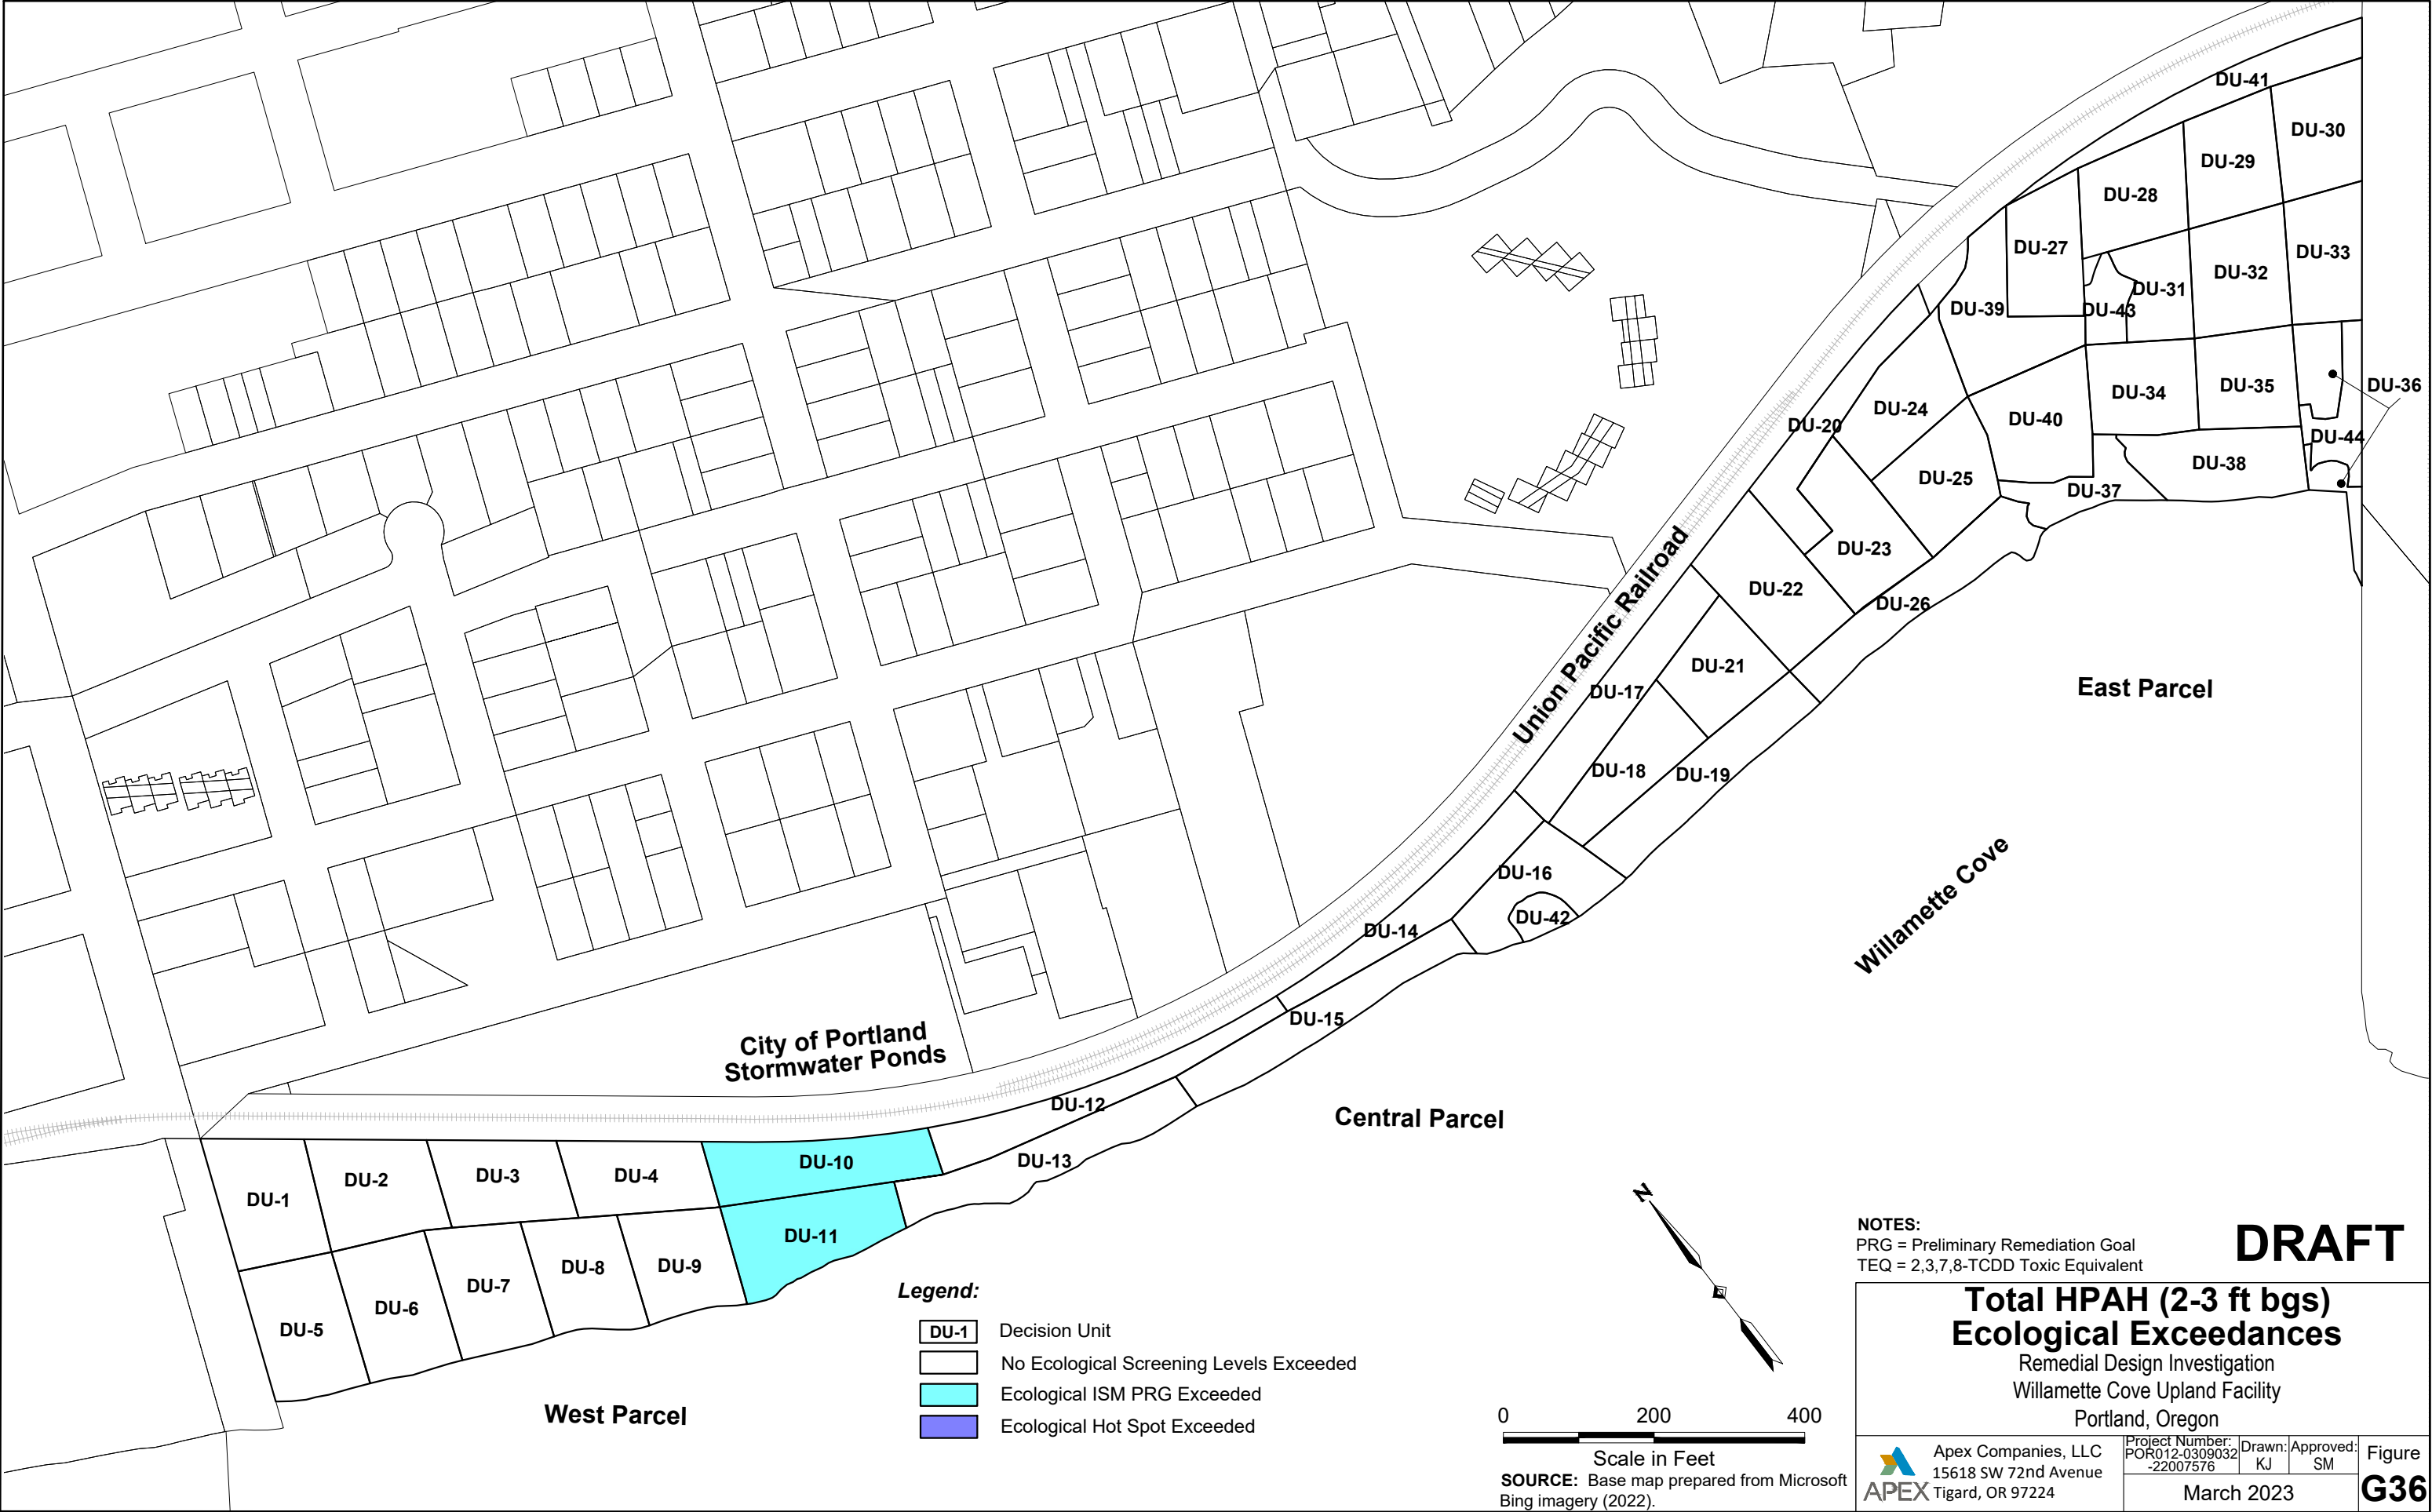 DU-41
DU-30
DU-29
DU-28
DU-27
DU-33
DU-32
DU-31
DU-39
DU-43
DU-36
DU-35
DU-34
DU-24
DU-40
DU-20
DU-44
DU-38
DU-25
DU-37
Union Pacific Railroad
DU-23
DU-22
DU-26
DU-21
DU-17
East Parcel
DU-18
DU-19
DU-16
DU-42
DU-14
Willamette Cove
DU-15
City of Portland
Stormwater Ponds
DU-12
Central Parcel
DU-13
DU-10
DU-4
DU-3
DU-2
DU-1
DU-11
DU-9
DU-8
DU-7
DU-6
DU-5
West Parcel
Legend:
DU-1 Decision Unit
No Ecological Screening Levels Exceeded
Ecological ISM PRG Exceeded
Ecological Hot Spot Exceeded
N
0 200 400
Scale in Feet
SOURCE: Base map prepared from Microsoft
Bing imagery (2022).
NOTES:
PRG = Preliminary Remediation Goal
TEQ = 2,3,7,8-TCDD Toxic Equivalent
DRAFT
Total HPAH (2-3 ft bgs)
Ecological Exceedances
Remedial Design Investigation
Willamette Cove Upland Facility
Portland, Oregon
APEX
Apex Companies, LLC
15618 SW 72nd Avenue
Tigard, OR 97224
Project Number:
POR012-0309032
-22007576
Drawn:
KJ
Approved:
SM
March 2023
Figure
G36